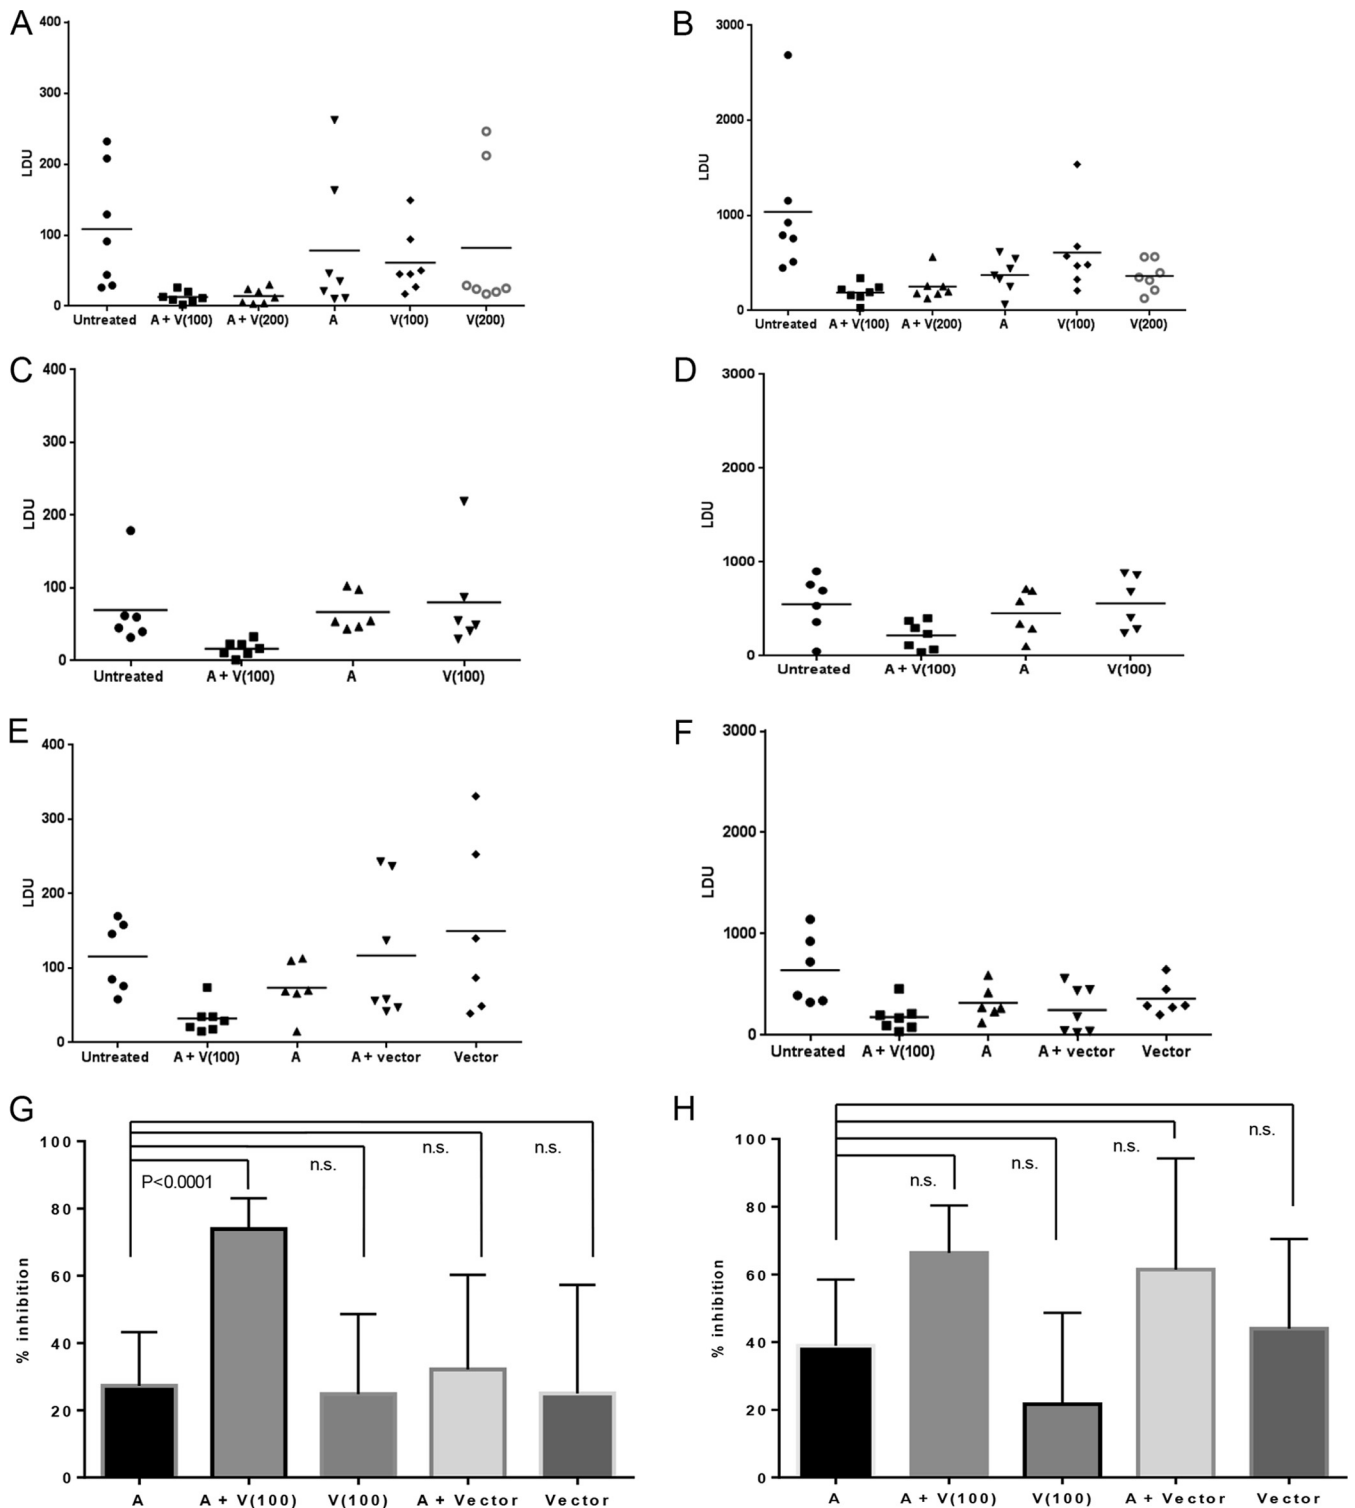 A
B
400
300
200
100
0
LDU
Untreated A + V(100) A + V(200) A V(100) V(200)
3000
2000
1000
0
LDU
Untreated A + V(100) A + V(200) A V(100) V(200)
C
D
400
300
200
100
0
LDU
Untreated A + V(100) A V(100)
3000
2000
1000
0
LDU
Untreated A + V(100) A V(100)
E
F
400
300
200
100
0
LDU
Untreated A + V(100) A A + vector Vector
3000
2000
1000
0
LDU
Untreated A + V(100) A A + vector Vector
G
H
100
80
60
40
20
0
% inhibition
P<0.0001
n.s.
n.s.
n.s.
A A + V(100) V(100) A + Vector Vector
100
80
60
40
20
0
% inhibition
n.s.
n.s.
n.s.
n.s.
A A + V(100) V(100) A + Vector Vector